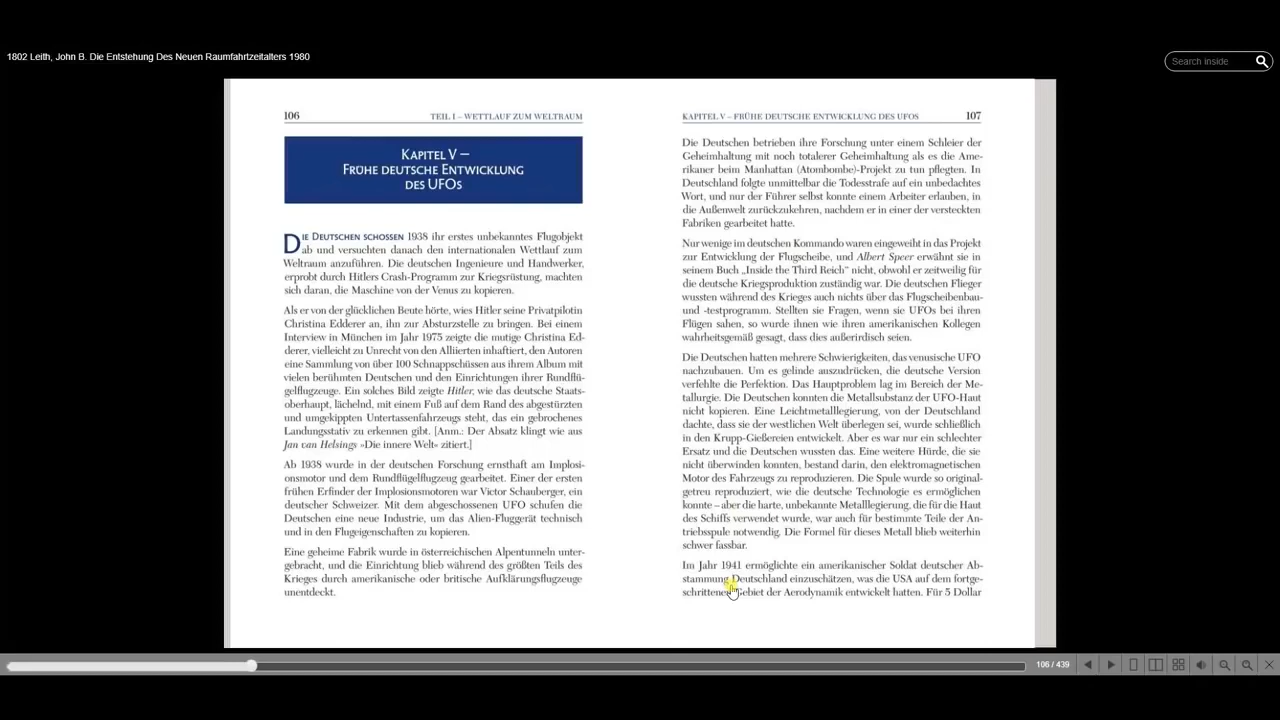 1802 Leith, John B. Die Entstehung Des Neuen Raumfahrtzeitalters 1980
Search inside
106 TEIL I – WETTLAUF ZUM WELTRAUM
KAPITEL V –
FRÜHE DEUTSCHE ENTWICKLUNG
DES UFOS
DIE DEUTSCHEN SCHOSSEN 1938 ihr erstes unbekanntes Flugobjekt
ab und versuchten danach den internationalen Wettlauf zum
Weltraum anzuführen. Die deutschen Ingenieure und Handwerker,
erprobt durch Hitlers Crash-Programm zur Kriegsrüstung, machten
sich daran, die Maschine von der Venus zu kopieren.
Als er von der glücklichen Beute hörte, wies Hitler seine Privatpilotin
Christina Edderer an, ihn zur Absturzstelle zu bringen. Bei einem
Interview in München im Jahr 1975 zeigte die mutige Christina Ed-
derer, vielleicht zu Unrecht von den Alliierten inhaftiert, den Autoren
eine Sammlung von über 100 Schnappschüssen aus ihrem Album mit
vielen berühmten Deutschen und den Einrichtungen ihrer Rundflü-
gelflugzeuge. Ein solches Bild zeigte Hitler, wie das deutsche Staats-
oberhaupt, lächelnd, mit einem Fuß auf dem Rand des abgestürzten
und umgekippten Untertassenfahrzeugs steht, das ein gebrochenes
Landungsstativ zu erkennen gibt. [Anm.: Der Absatz klingt wie aus
Jan van Helsings »Die innere Welt« zitiert.]
Ab 1938 wurde in der deutschen Forschung ernsthaft am Implosi-
onsmotor und dem Rundflügelflugzeug gearbeitet. Einer der ersten
frühen Erfinder der Implosionsmotoren war Victor Schauberger, ein
deutscher Schweizer. Mit dem abgeschossenen UFO schufen die
Deutschen eine neue Industrie, um das Alien-Fluggerät technisch
und in den Flugeigenschaften zu kopieren.
Eine geheime Fabrik wurde in österreichischen Alpentunneln unter-
gebracht, und die Einrichtung blieb während des größten Teils des
Krieges durch amerikanische oder britische Aufklärungsflugzeuge
unentdeckt.
KAPITEL V – FRÜHE DEUTSCHE ENTWICKLUNG DES UFOS 107
Die Deutschen betrieben ihre Forschung unter einem Schleier der
Geheimhaltung mit noch totalerer Geheimhaltung als es die Ame-
rikaner beim Manhattan (Atombombe)-Projekt zu tun pflegten. In
Deutschland folgte unmittelbar die Todesstrafe auf ein unbedachtes
Wort, und nur der Führer selbst konnte einem Arbeiter erlauben, in
die Außenwelt zurückzukehren, nachdem er in einer der versteckten
Fabriken gearbeitet hatte.
Nur wenige im deutschen Kommando waren eingeweiht in das Projekt
zur Entwicklung der Flugscheibe, und Albert Speer erwähnt sie in
seinem Buch „Inside the Third Reich“ nicht, obwohl er zeitweilig für
die deutsche Kriegsproduktion zuständig war. Die deutschen Flieger
wussten während des Krieges auch nichts über das Flugscheibenbau-
und -testprogramm. Stellten sie Fragen, wenn sie UFOs bei ihren
Flügen sahen, so wurde ihnen wie ihren amerikanischen Kollegen
wahrheitsgemäß gesagt, dass dies außerirdisch seien.
Die Deutschen hatten mehrere Schwierigkeiten, das venusische UFO
nachzubauen. Um es gelinde auszudrücken, die deutsche Version
verfehlte die Perfektion. Das Hauptproblem lag im Bereich der Me-
tallurgie. Die Deutschen konnten die Metallsubstanz der UFO-Haut
nicht kopieren. Eine Leichtmetalllegierung, von der Deutschland
dachte, dass sie der westlichen Welt überlegen sei, wurde schließlich
in den Krupp-Gießereien entwickelt. Aber es war nur ein schlechter
Ersatz und die Deutschen wussten das. Eine weitere Hürde, die sie
nicht überwinden konnten, bestand darin, den elektromagnetischen
Motor des Fahrzeugs zu reproduzieren. Die Spule wurde so original-
getreu reproduziert, wie die deutsche Technologie es ermöglichen
konnte – aber die harte, unbekannte Metalllegierung, die für die Haut
des Schiffs verwendet wurde, war auch für bestimmte Teile der An-
triebsspule notwendig. Die Formel für dieses Metall blieb weiterhin
schwer fassbar.
Im Jahr 1941 ermöglichte ein amerikanischer Soldat deutscher Ab-
stammung Deutschland einzuschätzen, was die USA auf dem fortge-
schrittenen Gebiet der Aerodynamik entwickelt hatten. Für 5 Dollar
106 / 439